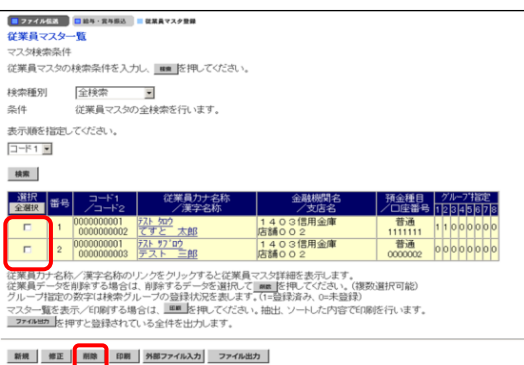 ファイル伝送 給与・賞与振込 従業員マスタ登録
従業員マスター覧
マスタ検索条件
従業員マスタの検索条件を入力し、 検索 を押してください。
検索種別 全検索
条件 従業員マスタの全検索を行います。
表示順を指定してください。
コード1
検索
選択 全選択 番号 コード1 /コード2 従業員カナ名称 /漢字名称 金融機関名 /支店名 預金種目 /口座番号 グループ指定 1 2 3 4 5 6 7 8
1 0000000001 ﾃｽﾄ ﾀﾛｳ 1403信用金庫 普通 1 1 0 0 0 0 0 0
0000000002 てすと 太郎 店舗002 1111111
2 0000000001 ﾃｽﾄ ｻﾌﾞﾛｳ 1403信用金庫 普通 0 0 0 0 0 0 0 0
0000000003 テスト 三郎 店舗002 0000002
従業員カナ名称/漢字名称のリンクをクリックすると従業員マスタ詳細を表示します。
従業員データを削除する場合は、削除するデータを選択して 削除 を押してください。(複数選択可能)
グループ指定の数字は検索グループの登録状況を表します。(1=登録済み、0=未登録)
マスター覧を表示/印刷する場合は、 印刷 を押してください。抽出、ソートした内容で印刷を行います。
ファイル出力 を押すと登録されている全件を出力します。
新規 修正 削除 印刷 外部ファイル入力 ファイル出力